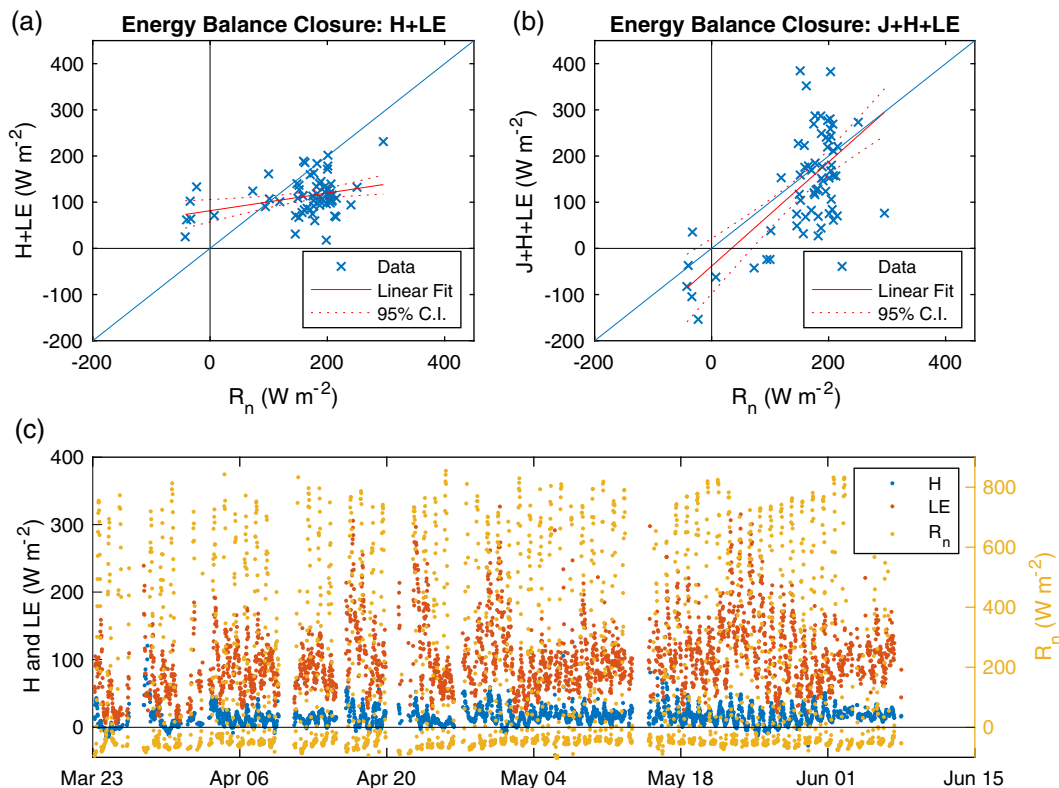 (a)
Energy Balance Closure: H+LE
400
300
200
100
0
-100
-200
H+LE (W m-2)
Data
Linear Fit
95% C.I.
-200
0
200
400
Rn (W m-2)
(b)
Energy Balance Closure: J+H+LE
400
300
200
100
0
-100
-200
J+H+LE (W m-2)
Data
Linear Fit
95% C.I.
-200
0
200
400
Rn (W m-2)
(c)
400
300
200
100
0
H and LE (W m-2)
H
LE
Rn
800
600
400
200
0
Rn (W m-2)
Mar 23
Apr 06
Apr 20
May 04
May 18
Jun 01
Jun 15